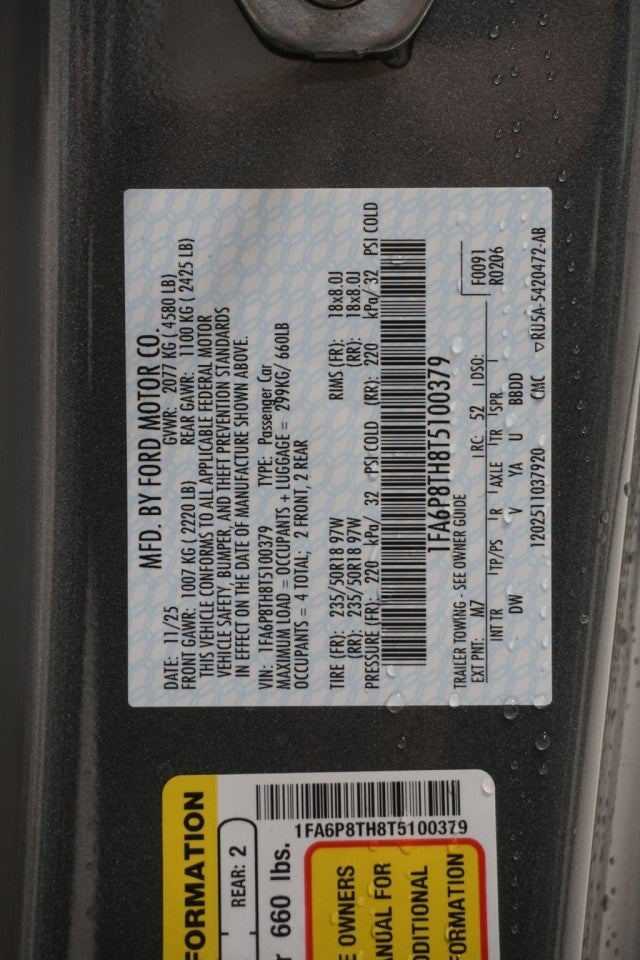 MFD. BY FORD MOTOR CO.
DATE: 11/25 GVWR: 2077 KG ( 4580 LB)
FRONT GAWR: 1007 KG ( 2220 LB) REAR GAWR: 1100 KG ( 2425 LB)
THIS VEHICLE CONFORMS TO ALL APPLICABLE FEDERAL MOTOR
VEHICLE SAFETY, BUMPER, AND THEFT PREVENTION STANDARDS
IN EFFECT ON THE DATE OF MANUFACTURE SHOWN ABOVE.
VIN: 1FA6P8TH8T5100379 TYPE: Passenger Car
MAXIMUM LOAD = OCCUPANTS + LUGGAGE = 299KG/ 660LB
OCCUPANTS = 4 TOTAL; 2 FRONT, 2 REAR
TIRE (FR): 235/50R18 97W RIMS (FR): 18x8.0J
(RR): 235/50R18 97W (RR): 18x8.0J
PRESSURE (FR): 220 kPa/ 32 PSI COLD (RR): 220 kPa/ 32 PSI COLD
1FA6P8TH8T5100379
TRAILER TOWING - SEE OWNER GUIDE F0091
EXT PNT: M7 RC: 52 DSO: R0206
INT TR TP/PS R AXLE TR SPR
DW V YA U BBDD
1202511037920 CMC ▽RU5A-5420472-AB
1FA6P8TH8T5100379
FORMATION
REAR: 2
660 lbs.
E OWNERS
ANUAL FOR
DDITIONAL
FORMATION